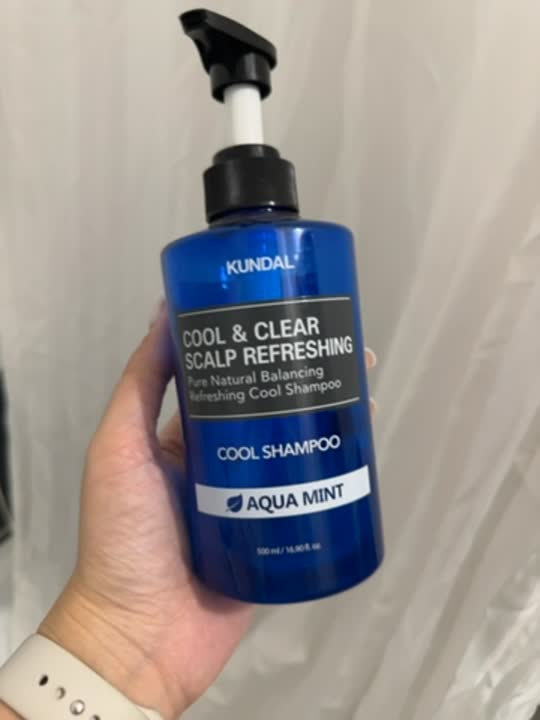 KUNDAL
COOL & CLEAR
SCALP REFRESHING
Pure Natural Balancing
Refreshing Cool Shampoo
COOL SHAMPOO
AQUA MINT
500 ml / 16.90 fl. oz.